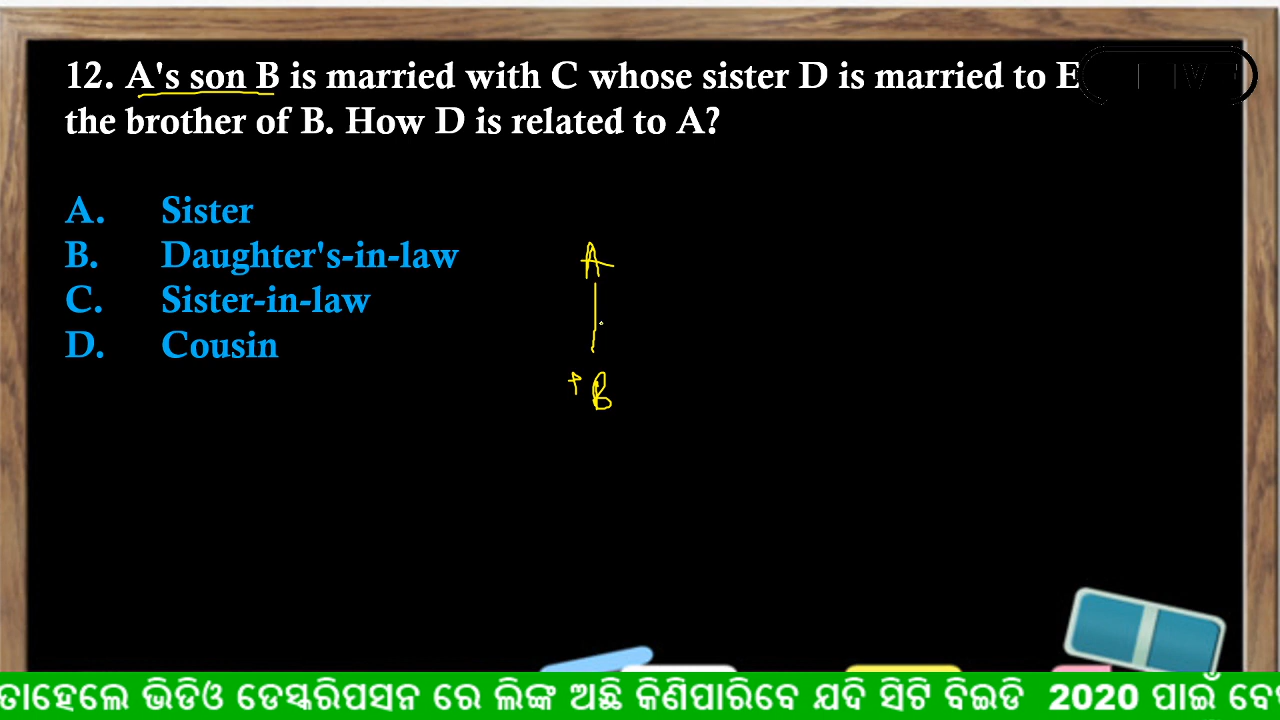 12. A's son B is married with C whose sister D is married to E
the brother of B. How D is related to A?
A. Sister
B. Daughter's-in-law
C. Sister-in-law
D. Cousin
A
+ B
ତାହେଲେ ଭିଡିଓ ଡେସ୍କରିପସନ ରେ ଲିଙ୍କ ଅଛି କିଣିପାରିବେ ଯଦି ସିଟି ବିଇଡି 2020 ପାଇଁ